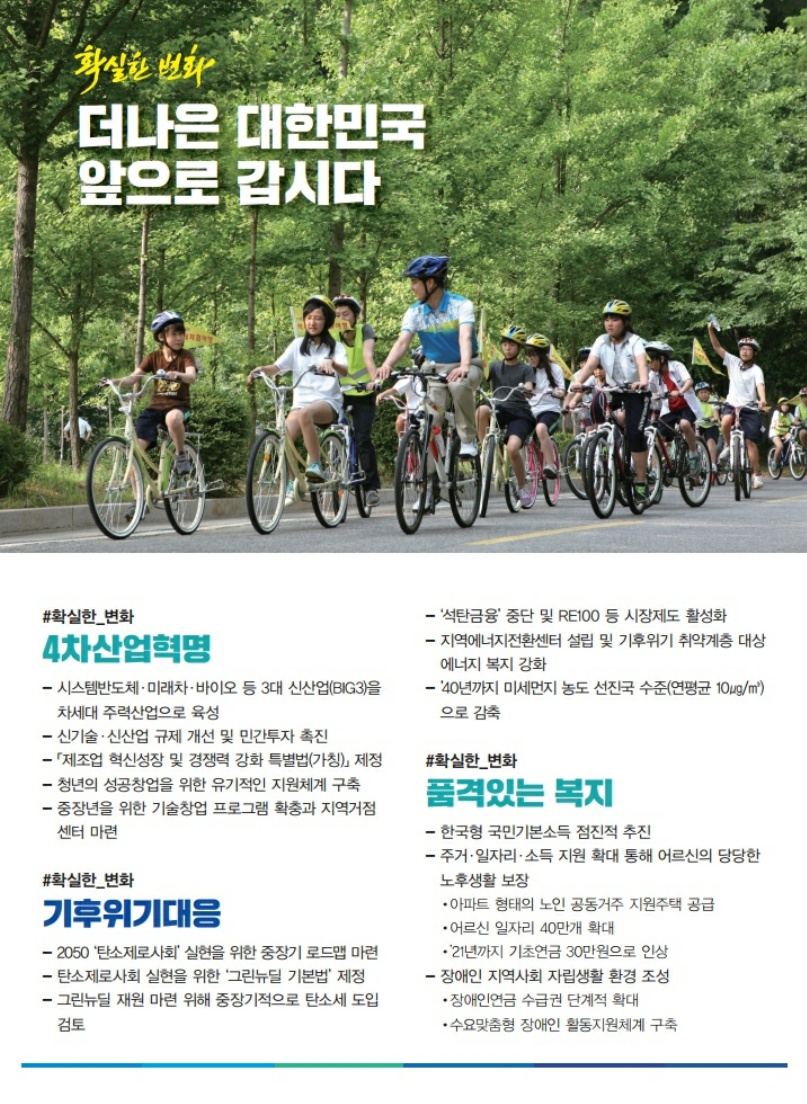 확실한 변화
더나은 대한민국
앞으로 갑시다
#확실한_변화
4차산업혁명
– 시스템반도체·미래차·바이오 등 3대 신산업(BIG3)을
차세대 주력산업으로 육성
– 신기술·신산업 규제 개선 및 민간투자 촉진
– 「제조업 혁신성장 및 경쟁력 강화 특별법(가칭)」 제정
– 청년의 성공창업을 위한 유기적인 지원체계 구축
– 중장년을 위한 기술창업 프로그램 확충과 지역거점
센터 마련
#확실한_변화
기후위기대응
– 2050 ‘탄소제로사회’ 실현을 위한 중장기 로드맵 마련
– 탄소제로사회 실현을 위한 ‘그린뉴딜 기본법’ 제정
– 그린뉴딜 재원 마련 위해 중장기적으로 탄소세 도입
검토
– ‘석탄금융’ 중단 및 RE100 등 시장제도 활성화
– 지역에너지전환센터 설립 및 기후위기 취약계층 대상
에너지 복지 강화
– ’40년까지 미세먼지 농도 선진국 수준(연평균 10㎍/㎥)
으로 감축
#확실한_변화
품격있는 복지
– 한국형 국민기본소득 점진적 추진
– 주거·일자리·소득 지원 확대 통해 어르신의 당당한
노후생활 보장
•아파트 형태의 노인 공동거주 지원주택 공급
•어르신 일자리 40만개 확대
•’21년까지 기초연금 30만원으로 인상
– 장애인 지역사회 자립생활 환경 조성
•장애인연금 수급권 단계적 확대
•수요맞춤형 장애인 활동지원체계 구축